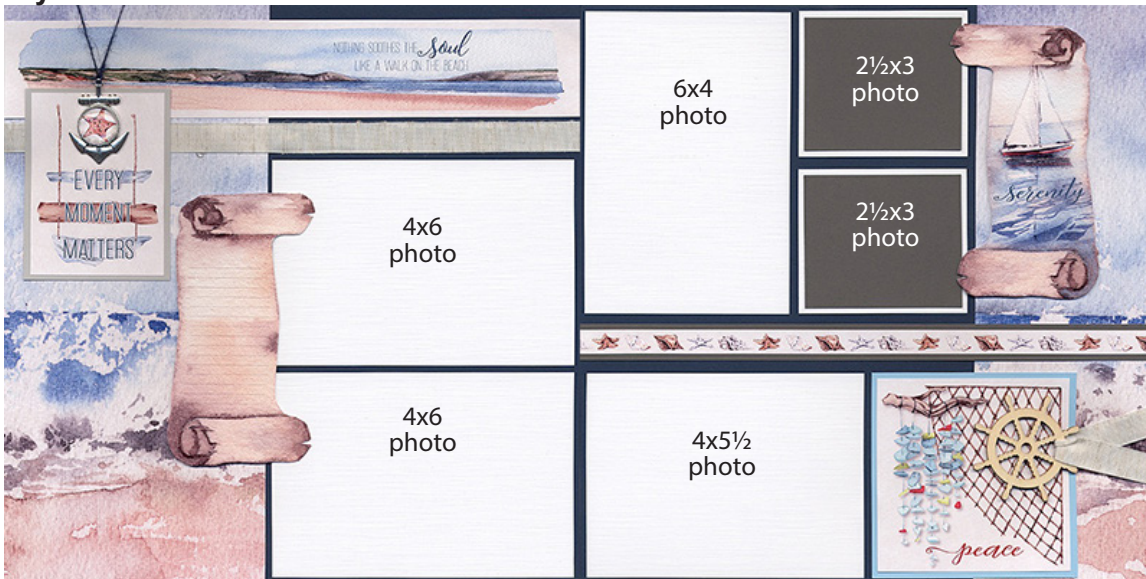 NOTHING SOOTHES THE Soul
LIKE A WALK ON THE BEACH
EVERY
MOMENT
MATTERS
4x6
photo
4x6
photo
6x4
photo
2½x3
photo
2½x3
photo
serenity
4x5½
photo
peace